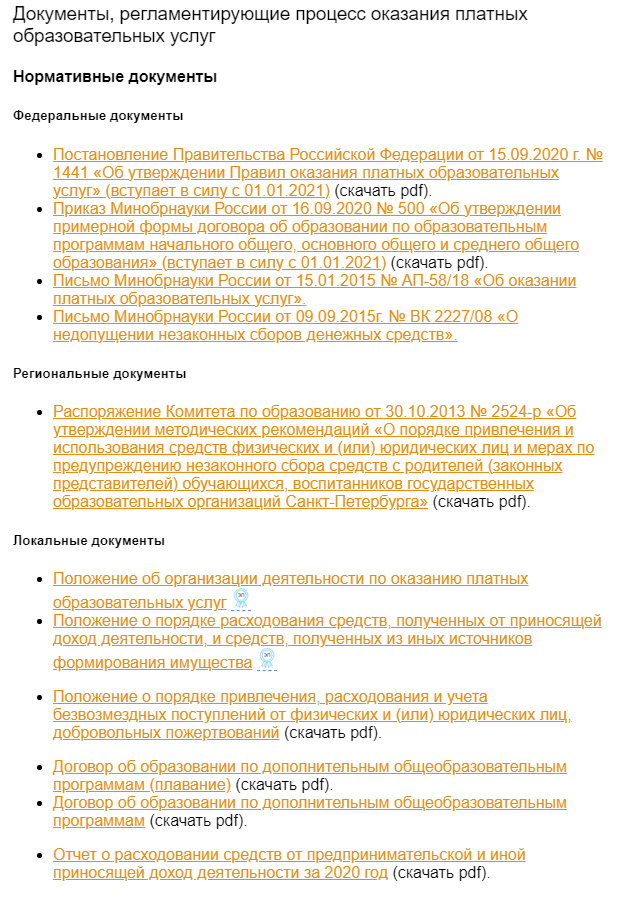 Документы, регламентирующие процесс оказания платных
образовательных услуг
Нормативные документы
Федеральные документы
Постановление Правительства Российской Федерации от 15.09.2020 г. №
1441 «Об утверждении Правил оказания платных образовательных
услуг» (вступает в силу с 01.01.2021) (скачать pdf).
Приказ Минобрнауки России от 16.09.2020 № 500 «Об утверждении
примерной формы договора об образовании по образовательным
программам начального общего, основного общего и среднего общего
образования» (вступает в силу с 01.01.2021) (скачать pdf).
Письмо Минобрнауки России от 15.01.2015 № АП-58/18 «Об оказании
платных образовательных услуг».
Письмо Минобрнауки России от 09.09.2015г. № ВК 2227/08 «О
недопущении незаконных сборов денежных средств».
Региональные документы
Распоряжение Комитета по образованию от 30.10.2013 № 2524-р «Об
утверждении методических рекомендаций «О порядке привлечения и
использования средств физических и (или) юридических лиц и мерах по
предупреждению незаконного сбора средств с родителей (законных
представителей) обучающихся, воспитанников государственных
образовательных организаций Санкт-Петербурга» (скачать pdf).
Локальные документы
Положение об организации деятельности по оказанию платных
образовательных услуг ЭП
Положение о порядке расходования средств, полученных от приносящей
доход деятельности, и средств, полученных из иных источников
формирования имущества ЭП
Положение о порядке привлечения, расходования и учета
безвозмездных поступлений от физических и (или) юридических лиц,
добровольных пожертвований (скачать pdf).
Договор об образовании по дополнительным общеобразовательным
программам (плавание) (скачать pdf).
Договор об образовании по дополнительным общеобразовательным
программам (скачать pdf).
Отчет о расходовании средств от предпринимательской и иной
приносящей доход деятельности за 2020 год (скачать pdf).